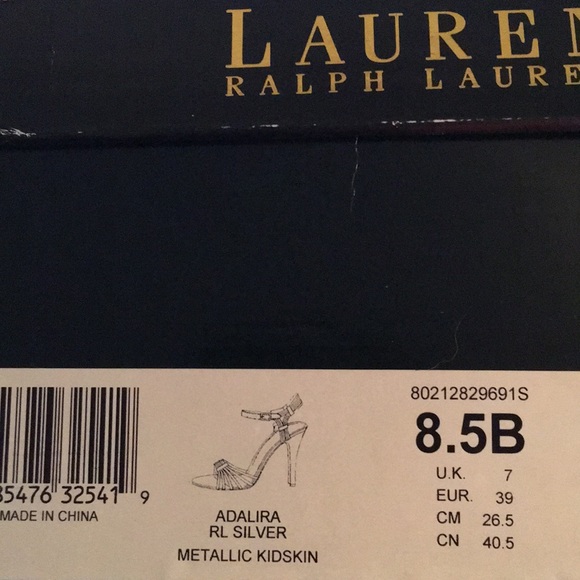 LAUREN
RALPH LAURE
80212829691S
8.5B
U.K. 7
EUR. 39
CM 26.5
CN 40.5
85476 32541 9
MADE IN CHINA
ADALIRA
RL SILVER
METALLIC KIDSKIN